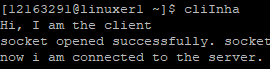 [12163291@linuxer1 ~]$ cliInha
Hi, I am the client
socket opened successfully. socket
now i am connected to the server.